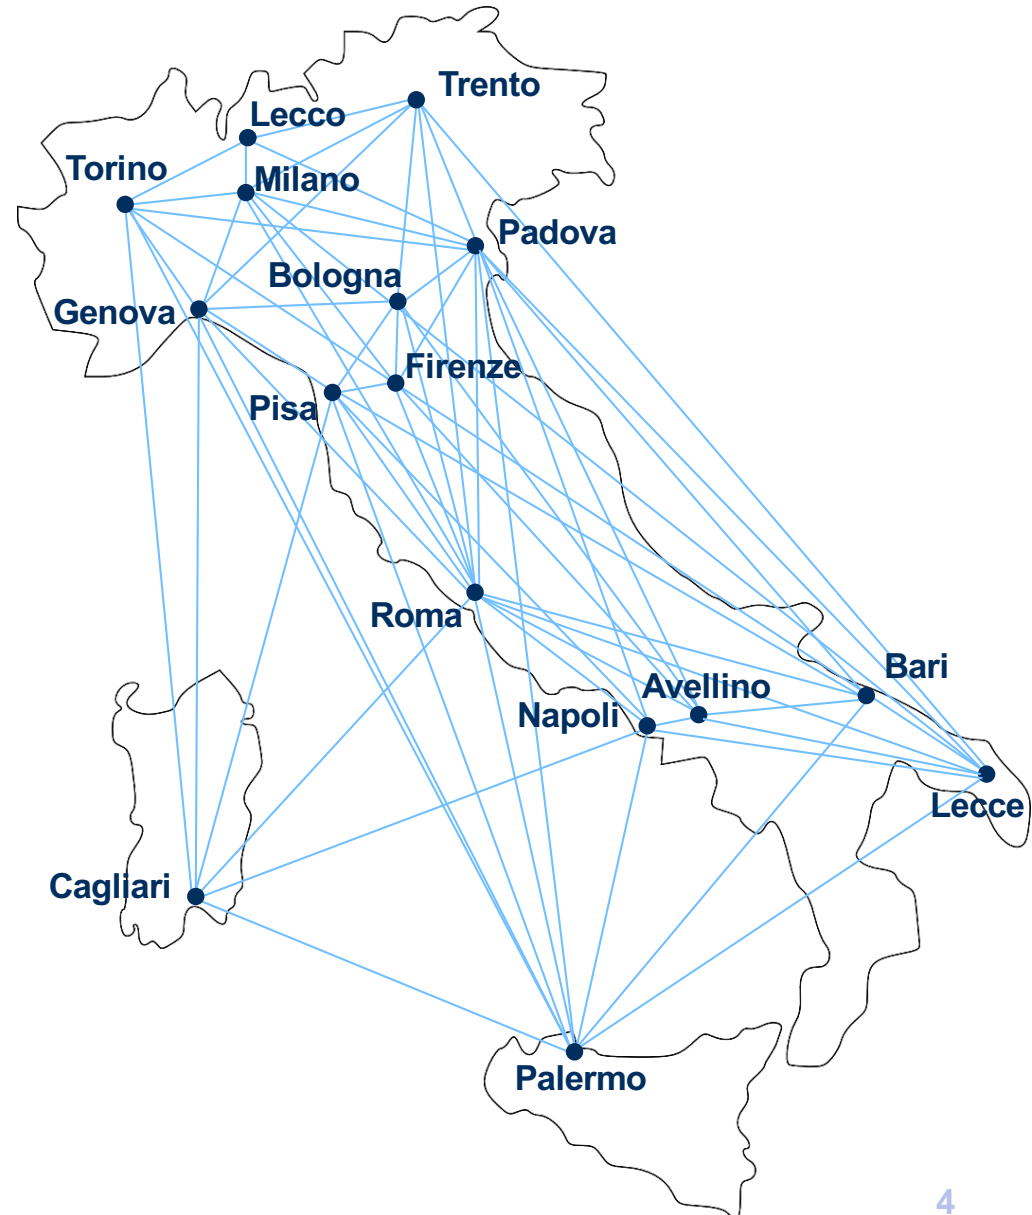 Trento
Lecco
Torino
Milano
Padova
Bologna
Genova
Firenze
Pisa
Roma
Bari
Avellino
Napoli
Lecce
Cagliari
Palermo
4